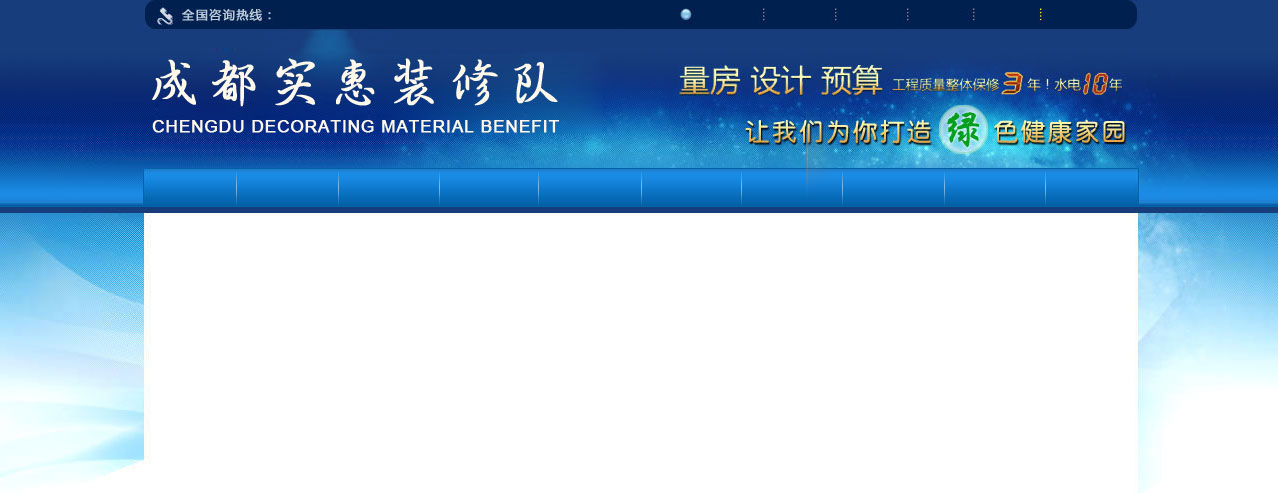 全国咨询热线：
成都实惠装修队
CHENGDU DECORATING MATERIAL BENEFIT
量房 设计 预算 工程质量整体保修3年！水电10年
让我们为你打造绿色健康家园